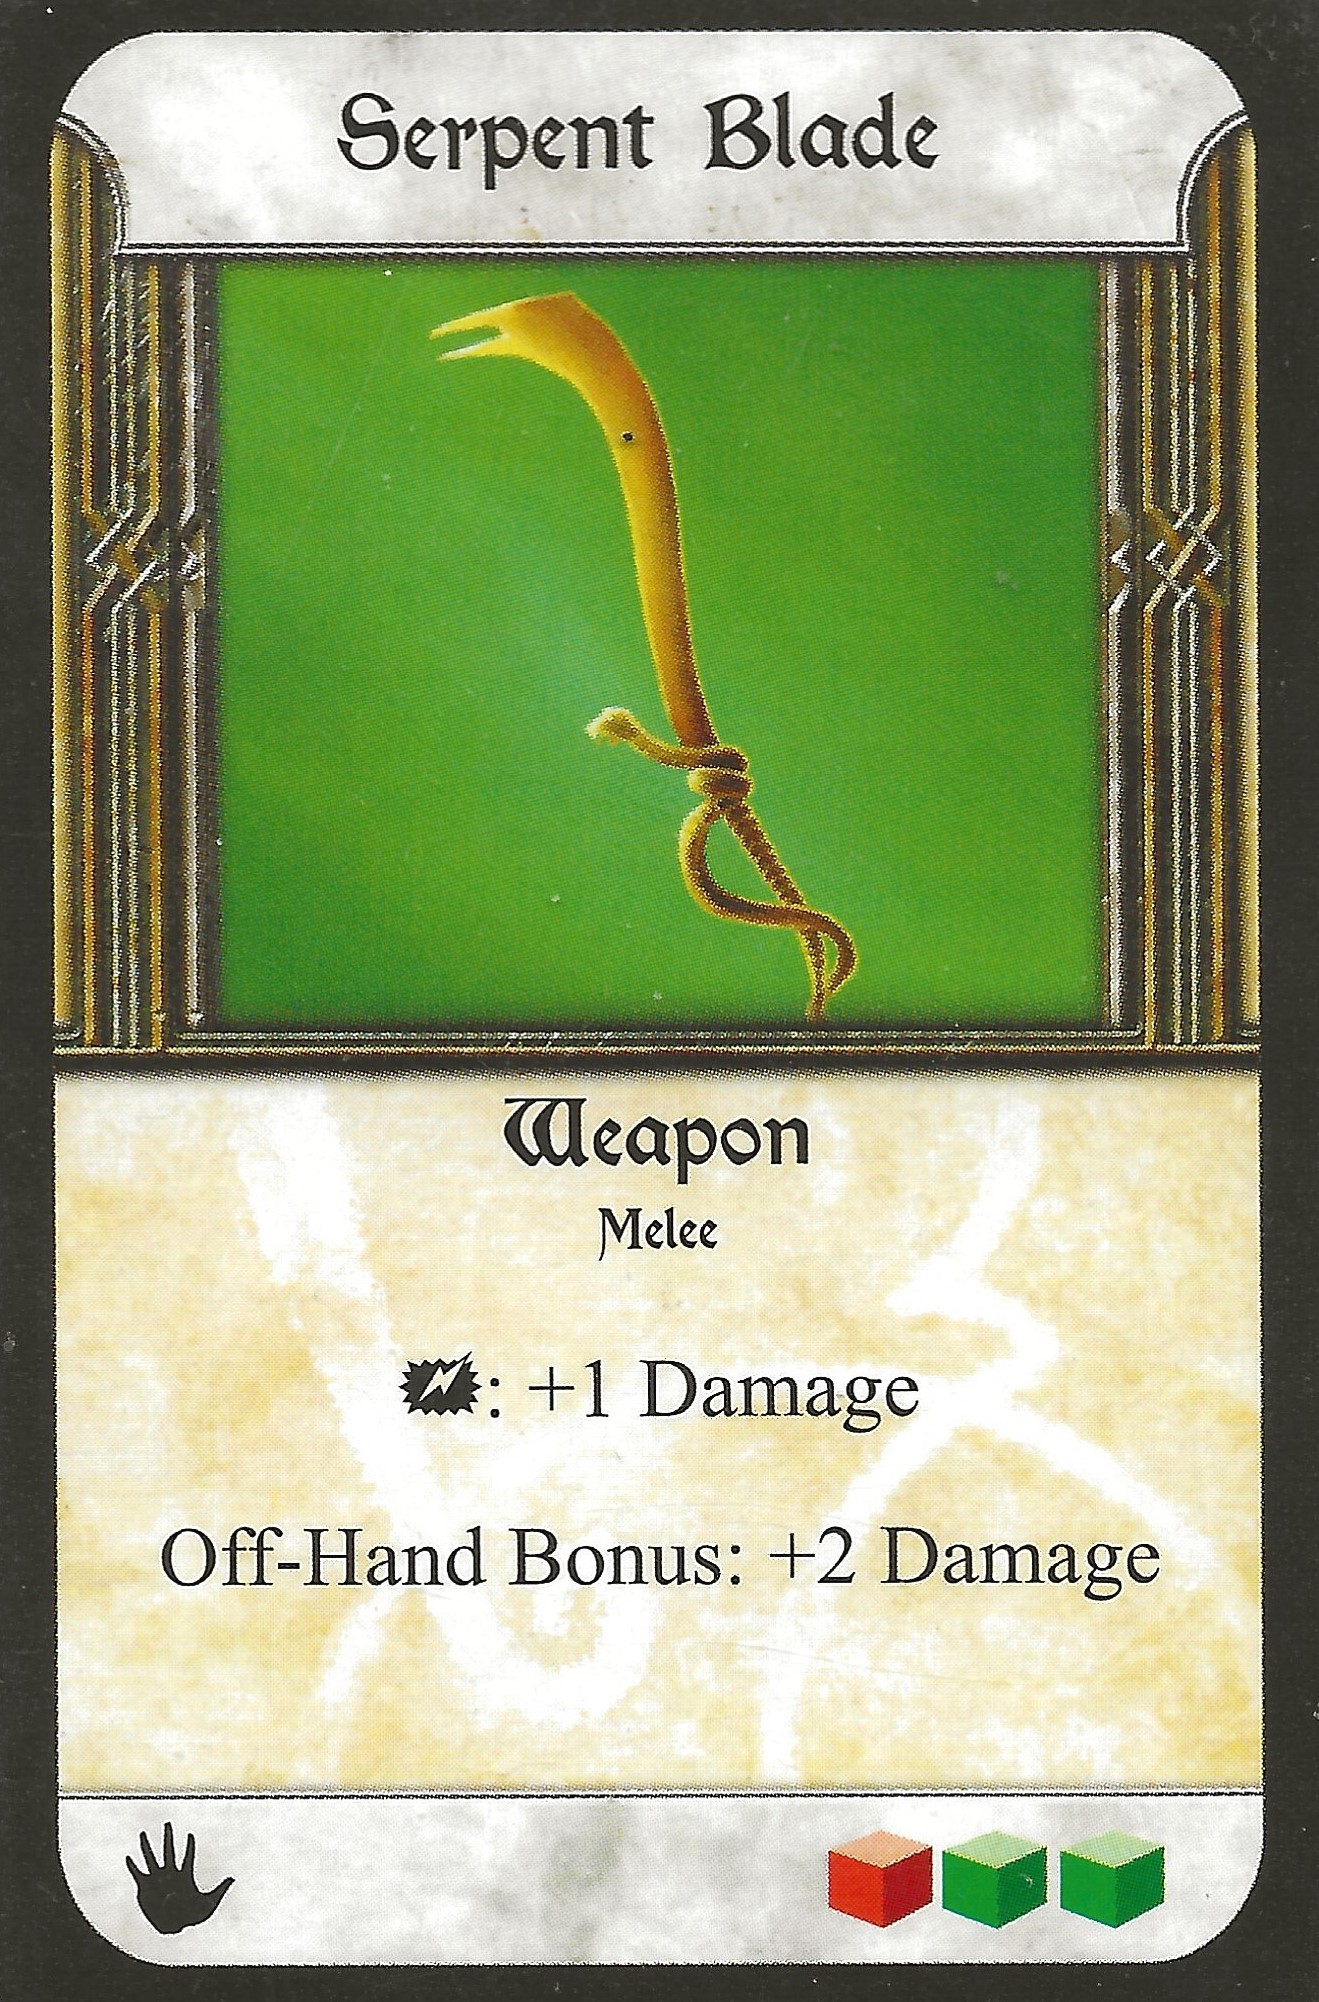 Serpent Blade
Weapon
Melee
: +1 Damage
Off-Hand Bonus: +2 Damage